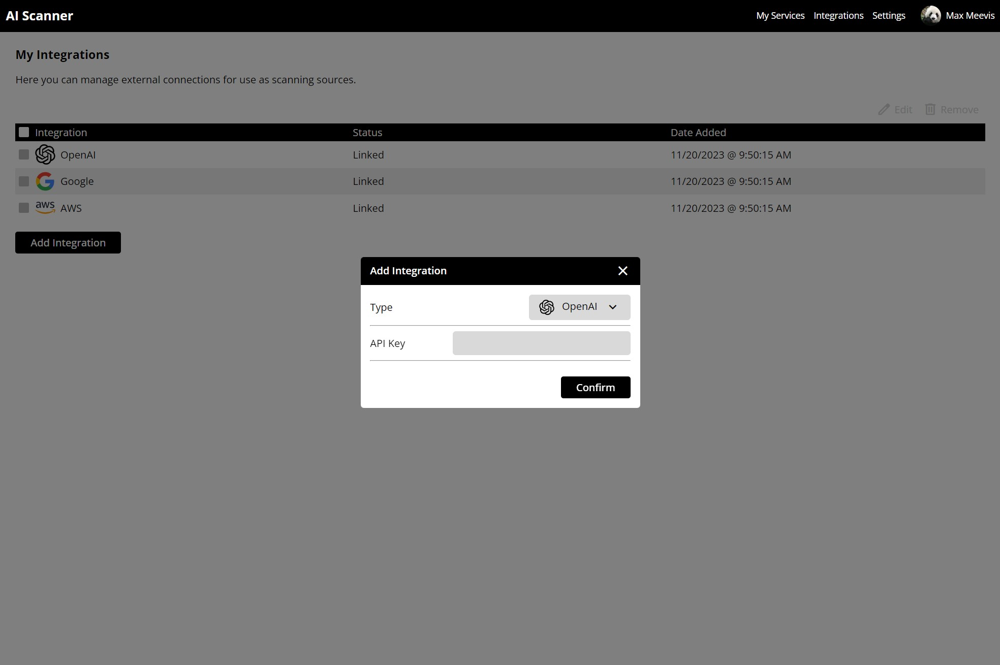 AI Scanner
My Services Integrations Settings Max Meevis
My Integrations
Here you can manage external connections for use as scanning sources.
Edit Remove
Integration Status Date Added
OpenAI Linked 11/20/2023 @ 9:50:15 AM
Google Linked 11/20/2023 @ 9:50:15 AM
aws AWS Linked 11/20/2023 @ 9:50:15 AM
Add Integration
Add Integration
Type OpenAI
API Key
Confirm